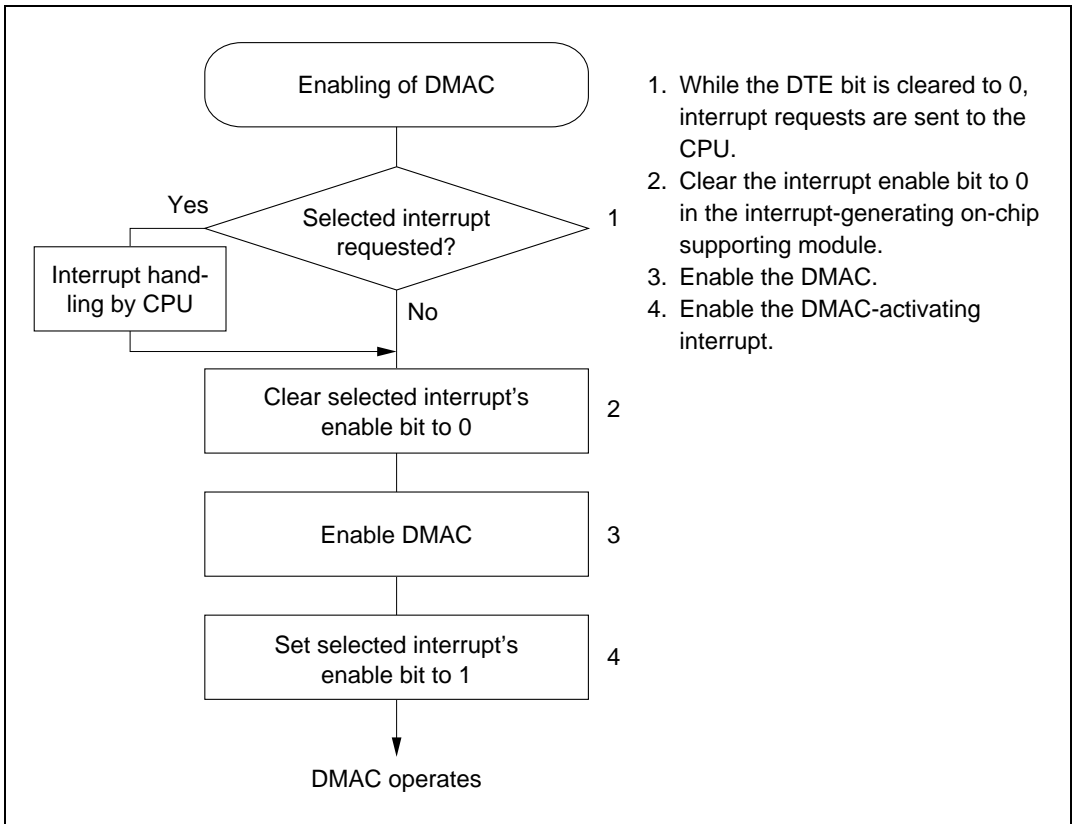 Enabling of DMAC
Yes
Selected interrupt
requested?
1
Interrupt hand-
ling by CPU
No
Clear selected interrupt's
enable bit to 0
2
Enable DMAC
3
Set selected interrupt's
enable bit to 1
4
DMAC operates
1. While the DTE bit is cleared to 0,
interrupt requests are sent to the
CPU.
2. Clear the interrupt enable bit to 0
in the interrupt-generating on-chip
supporting module.
3. Enable the DMAC.
4. Enable the DMAC-activating
interrupt.